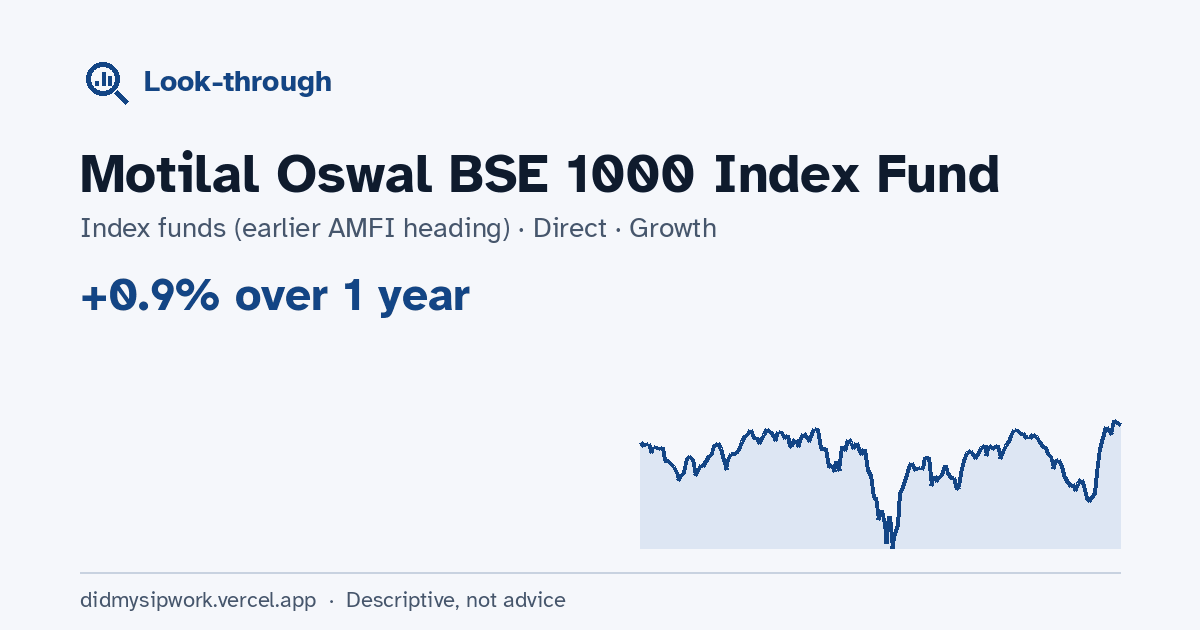 Look-through
Motilal Oswal BSE 1000 Index Fund
Index funds (earlier AMFI heading) · Direct · Growth
+0.9% over 1 year
didmysipwork.vercel.app · Descriptive, not advice